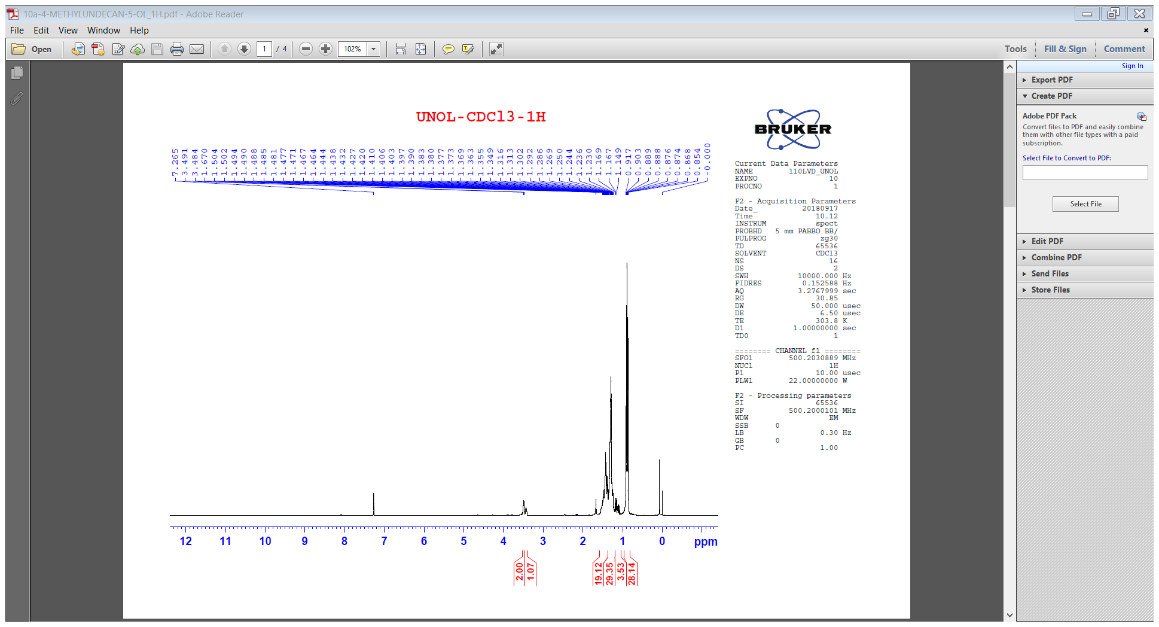 10a-4-METHYLUNDECAN-5-OL_1H.pdf - Adobe Reader
File Edit View Window Help
Open 1 / 4 102% Tools Fill & Sign Comment
Sign In
Export PDF
Create PDF
Adobe PDF Pack
Convert files to PDF and easily combine
them with other file types with a paid
subscription.
Select File to Convert to PDF:
Select File
Edit PDF
Combine PDF
Send Files
Store Files
UNOL-CDCl3-1H
7.265
3.491
3.484
1.670
1.504
1.502
1.494
1.490
1.488
1.485
1.481
1.477
1.471
1.467
1.464
1.444
1.438
1.432
1.427
1.420
1.410
1.406
1.403
1.397
1.390
1.383
1.380
1.377
1.373
1.369
1.363
1.355
1.349
1.316
1.313
1.302
1.292
1.286
1.269
1.250
1.244
1.236
1.230
1.169
1.167
1.149
0.917
0.903
0.888
0.876
0.874
0.868
0.854
-0.000
BRUKER
Current Data Parameters
NAME 110LVD_UNOL
EXPNO 10
PROCNO 1
F2 - Acquisition Parameters
Date_ 20180917
Time 10.12
INSTRUM spect
PROBHD 5 mm PABBO BB/
PULPROG zg30
TD 65536
SOLVENT CDCl3
NS 16
DS 2
SWH 10000.000 Hz
FIDRES 0.152588 Hz
AQ 3.2767999 sec
RG 30.85
DW 50.000 usec
DE 6.50 usec
TE 303.8 K
D1 1.00000000 sec
TD0 1
======== CHANNEL f1 ========
SFO1 500.2030889 MHz
NUC1 1H
P1 10.00 usec
PLW1 22.00000000 W
F2 - Processing parameters
SI 65536
SF 500.2000101 MHz
WDW EM
SSB 0
LB 0.30 Hz
GB 0
PC 1.00
12 11 10 9 8 7 6 5 4 3 2 1 0 ppm
2.00
1.07
19.12
29.35
3.53
28.14